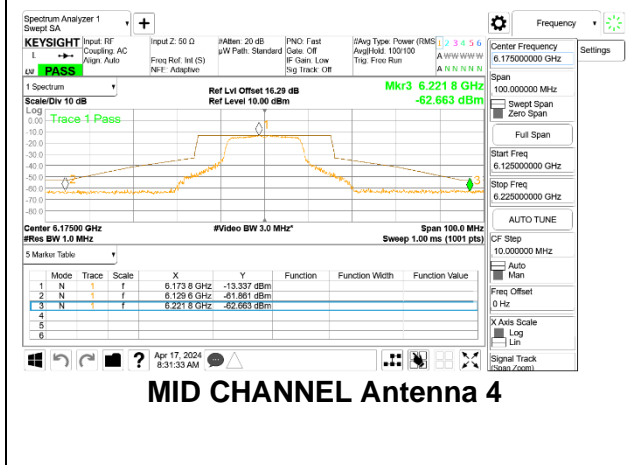 Spectrum Analyzer 1
Swept SA
KEYSIGHT Input: RF
Coupling: AC
Align: Auto
Input Z: 50 Ω
Freq Ref: Int (S)
NFE: Adaptive
#Atten: 20 dB
µW Path: Standard
PNO: Fast
Gate: Off
IF Gain: Low
Sig Track: Off
#Avg Type: Power (RMS
Avg|Hold: 100/100
Trig: Free Run
1 2 3 4 5 6
A W W W W W
A N N N N N
L
PASS
1 Spectrum
Scale/Div 10 dB
Ref Lvl Offset 16.29 dB
Ref Level 10.00 dBm
Mkr3 6.221 8 GHz
-62.663 dBm
Log
Trace 1 Pass
0.00
-10.0
-20.0
-30.0
-40.0
-50.0
-60.0
-70.0
-80.0
1
2
3
Center 6.17500 GHz
#Res BW 1.0 MHz
#Video BW 3.0 MHz*
Span 100.0 MHz
Sweep 1.00 ms (1001 pts)
5 Marker Table
Mode Trace Scale X Y Function Function Width Function Value
1 N 1 f 6.173 8 GHz -13.337 dBm
2 N 1 f 6.129 6 GHz -61.861 dBm
3 N 1 f 6.221 8 GHz -62.663 dBm
4
5
6
?
Apr 17, 2024
8:31:33 AM
Frequency
Settings
Center Frequency
6.175000000 GHz
Span
100.000000 MHz
Swept Span
Zero Span
Full Span
Start Freq
6.125000000 GHz
Stop Freq
6.225000000 GHz
AUTO TUNE
CF Step
10.000000 MHz
Auto
Man
Freq Offset
0 Hz
X Axis Scale
Log
Lin
Signal Track
(Span Zoom)
MID CHANNEL Antenna 4